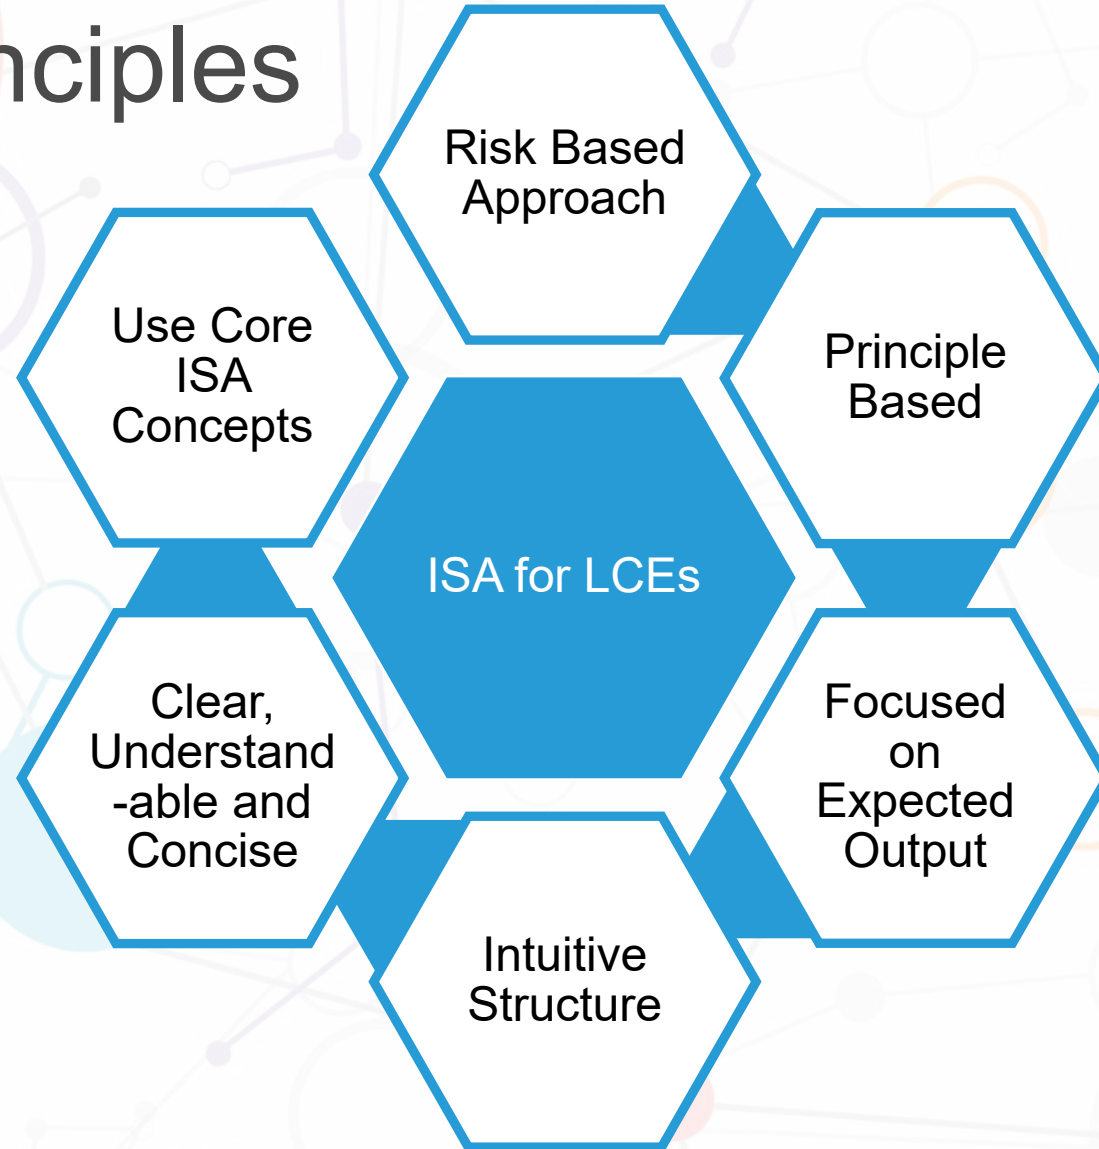 nciples
Risk Based
Approach
Principle
Based
Focused
on
Expected
Output
Intuitive
Structure
Clear,
Understand
-able and
Concise
Use Core
ISA
Concepts
ISA for LCEs